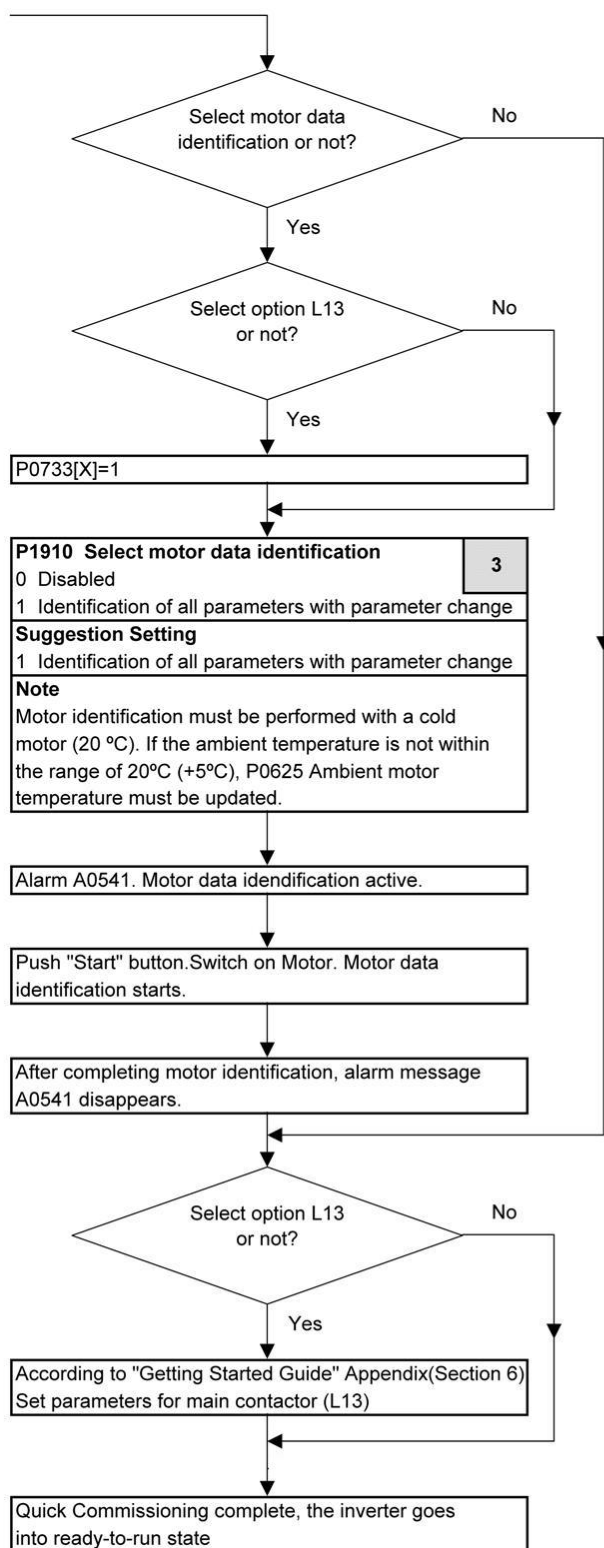 Select motor data
identification or not?
No
Yes
Select option L13
or not?
No
Yes
P0733[X]=1
P1910 Select motor data identification
3
0 Disabled
1 Identification of all parameters with parameter change
Suggestion Setting
1 Identification of all parameters with parameter change
Note
Motor identification must be performed with a cold
motor (20 ºC). If the ambient temperature is not within
the range of 20ºC (+5ºC), P0625 Ambient motor
temperature must be updated.
Alarm A0541. Motor data idendification active.
Push "Start" button.Switch on Motor. Motor data
identification starts.
After completing motor identification, alarm message
A0541 disappears.
Select option L13
or not?
No
Yes
According to "Getting Started Guide" Appendix(Section 6)
Set parameters for main contactor (L13)
Quick Commissioning complete, the inverter goes
into ready-to-run state